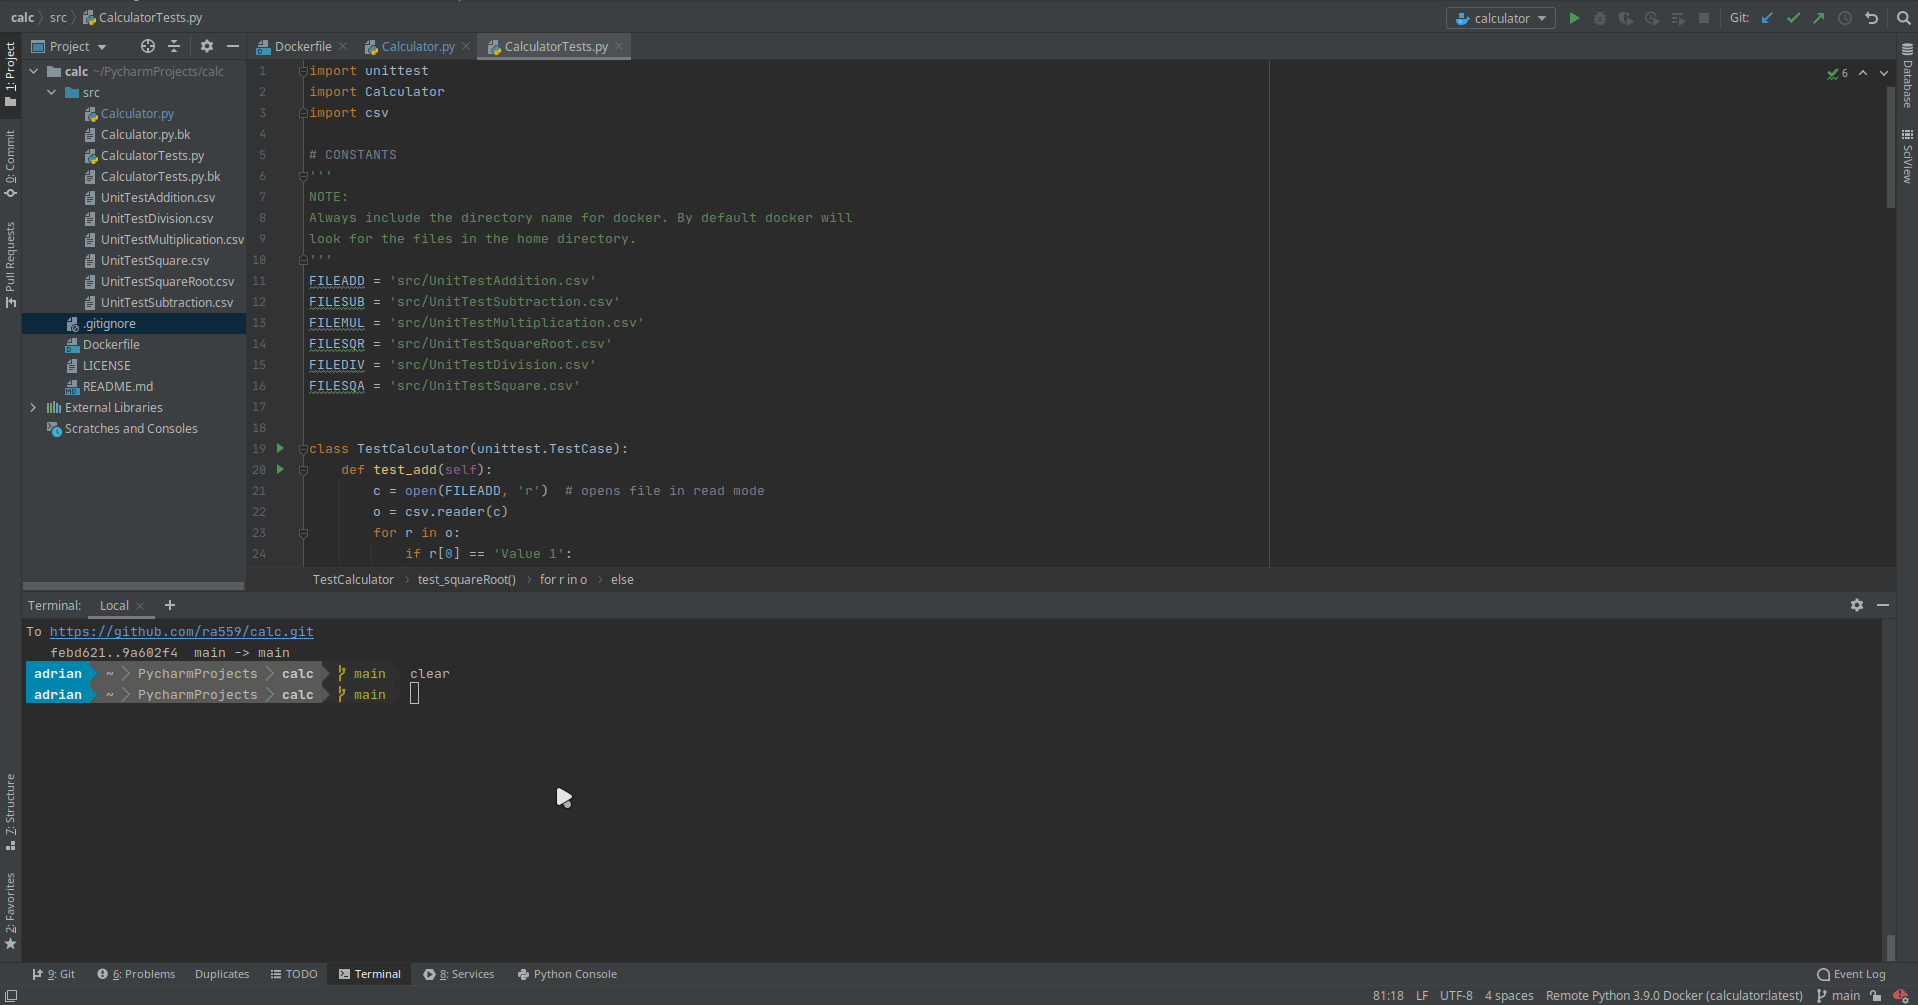 calc src CalculatorTests.py calculator Git:
Project Dockerfile Calculator.py CalculatorTests.py
calc ~/PycharmProjects/calc
src
Calculator.py
Calculator.py.bk
CalculatorTests.py
CalculatorTests.py.bk
UnitTestAddition.csv
UnitTestDivision.csv
UnitTestMultiplication.csv
UnitTestSquare.csv
UnitTestSquareRoot.csv
UnitTestSubtraction.csv
.gitignore
Dockerfile
LICENSE
README.md
External Libraries
Scratches and Consoles
1: Project
0: Commit
Pull Requests
7: Structure
2: Favorites
1 import unittest
2 import Calculator
3 import csv
4
5 # CONSTANTS
6 '''
7 NOTE:
8 Always include the directory name for docker. By default docker will
9 look for the files in the home directory.
10 '''
11 FILEADD = 'src/UnitTestAddition.csv'
12 FILESUB = 'src/UnitTestSubtraction.csv'
13 FILEMUL = 'src/UnitTestMultiplication.csv'
14 FILESQR = 'src/UnitTestSquareRoot.csv'
15 FILEDIV = 'src/UnitTestDivision.csv'
16 FILESQA = 'src/UnitTestSquare.csv'
17
18
19 class TestCalculator(unittest.TestCase):
20 def test_add(self):
21 c = open(FILEADD, 'r')  # opens file in read mode
22 o = csv.reader(c)
23 for r in o:
24 if r[0] == 'Value 1':
6
Database
SciView
TestCalculator test_squareRoot() for r in o else
Terminal: Local
To https://github.com/ra559/calc.git
febd621..9a602f4  main -> main
adrian ~ PycharmProjects calc main clear
adrian ~ PycharmProjects calc main
9: Git 6: Problems Duplicates TODO Terminal 8: Services Python Console Event Log
81:18 LF UTF-8 4 spaces Remote Python 3.9.0 Docker (calculator:latest) main